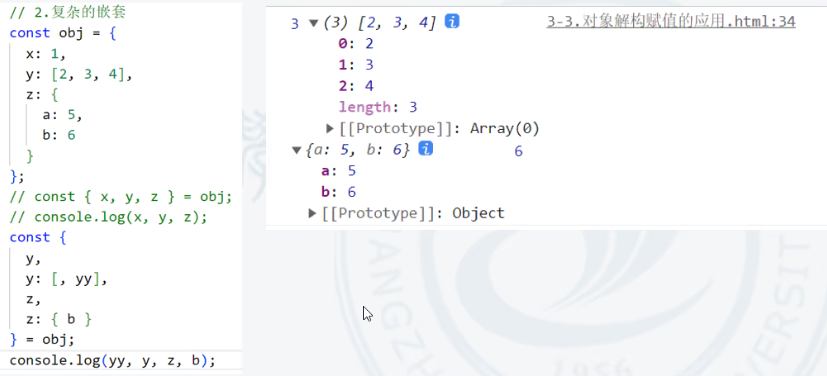 // 2.复杂的嵌套
const obj = {
x: 1,
y: [2, 3, 4],
z: {
a: 5,
b: 6
}
};
// const { x, y, z } = obj;
// console.log(x, y, z);
const {
y,
y: [, yy],
z,
z: { b }
} = obj;
console.log(yy, y, z, b);
3 ▼(3) [2, 3, 4] i 3-3.对象解构赋值的应用.html:34
0: 2
1: 3
2: 4
length: 3
▶[[Prototype]]: Array(0)
▼{a: 5, b: 6} i 6
a: 5
b: 6
▶[[Prototype]]: Object
1956